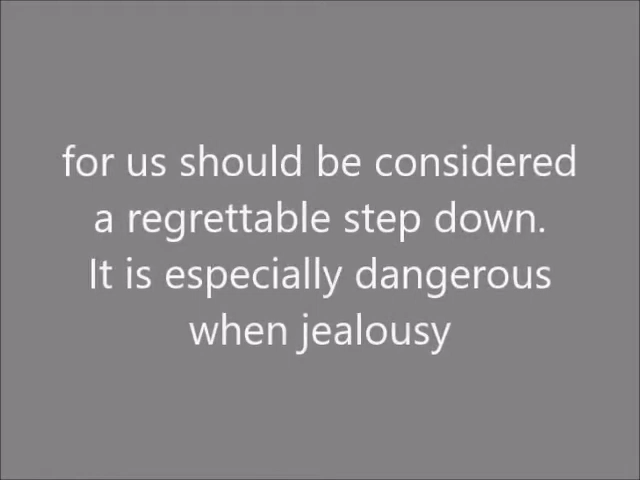 for us should be considered
a regrettable step down.
It is especially dangerous
when jealousy